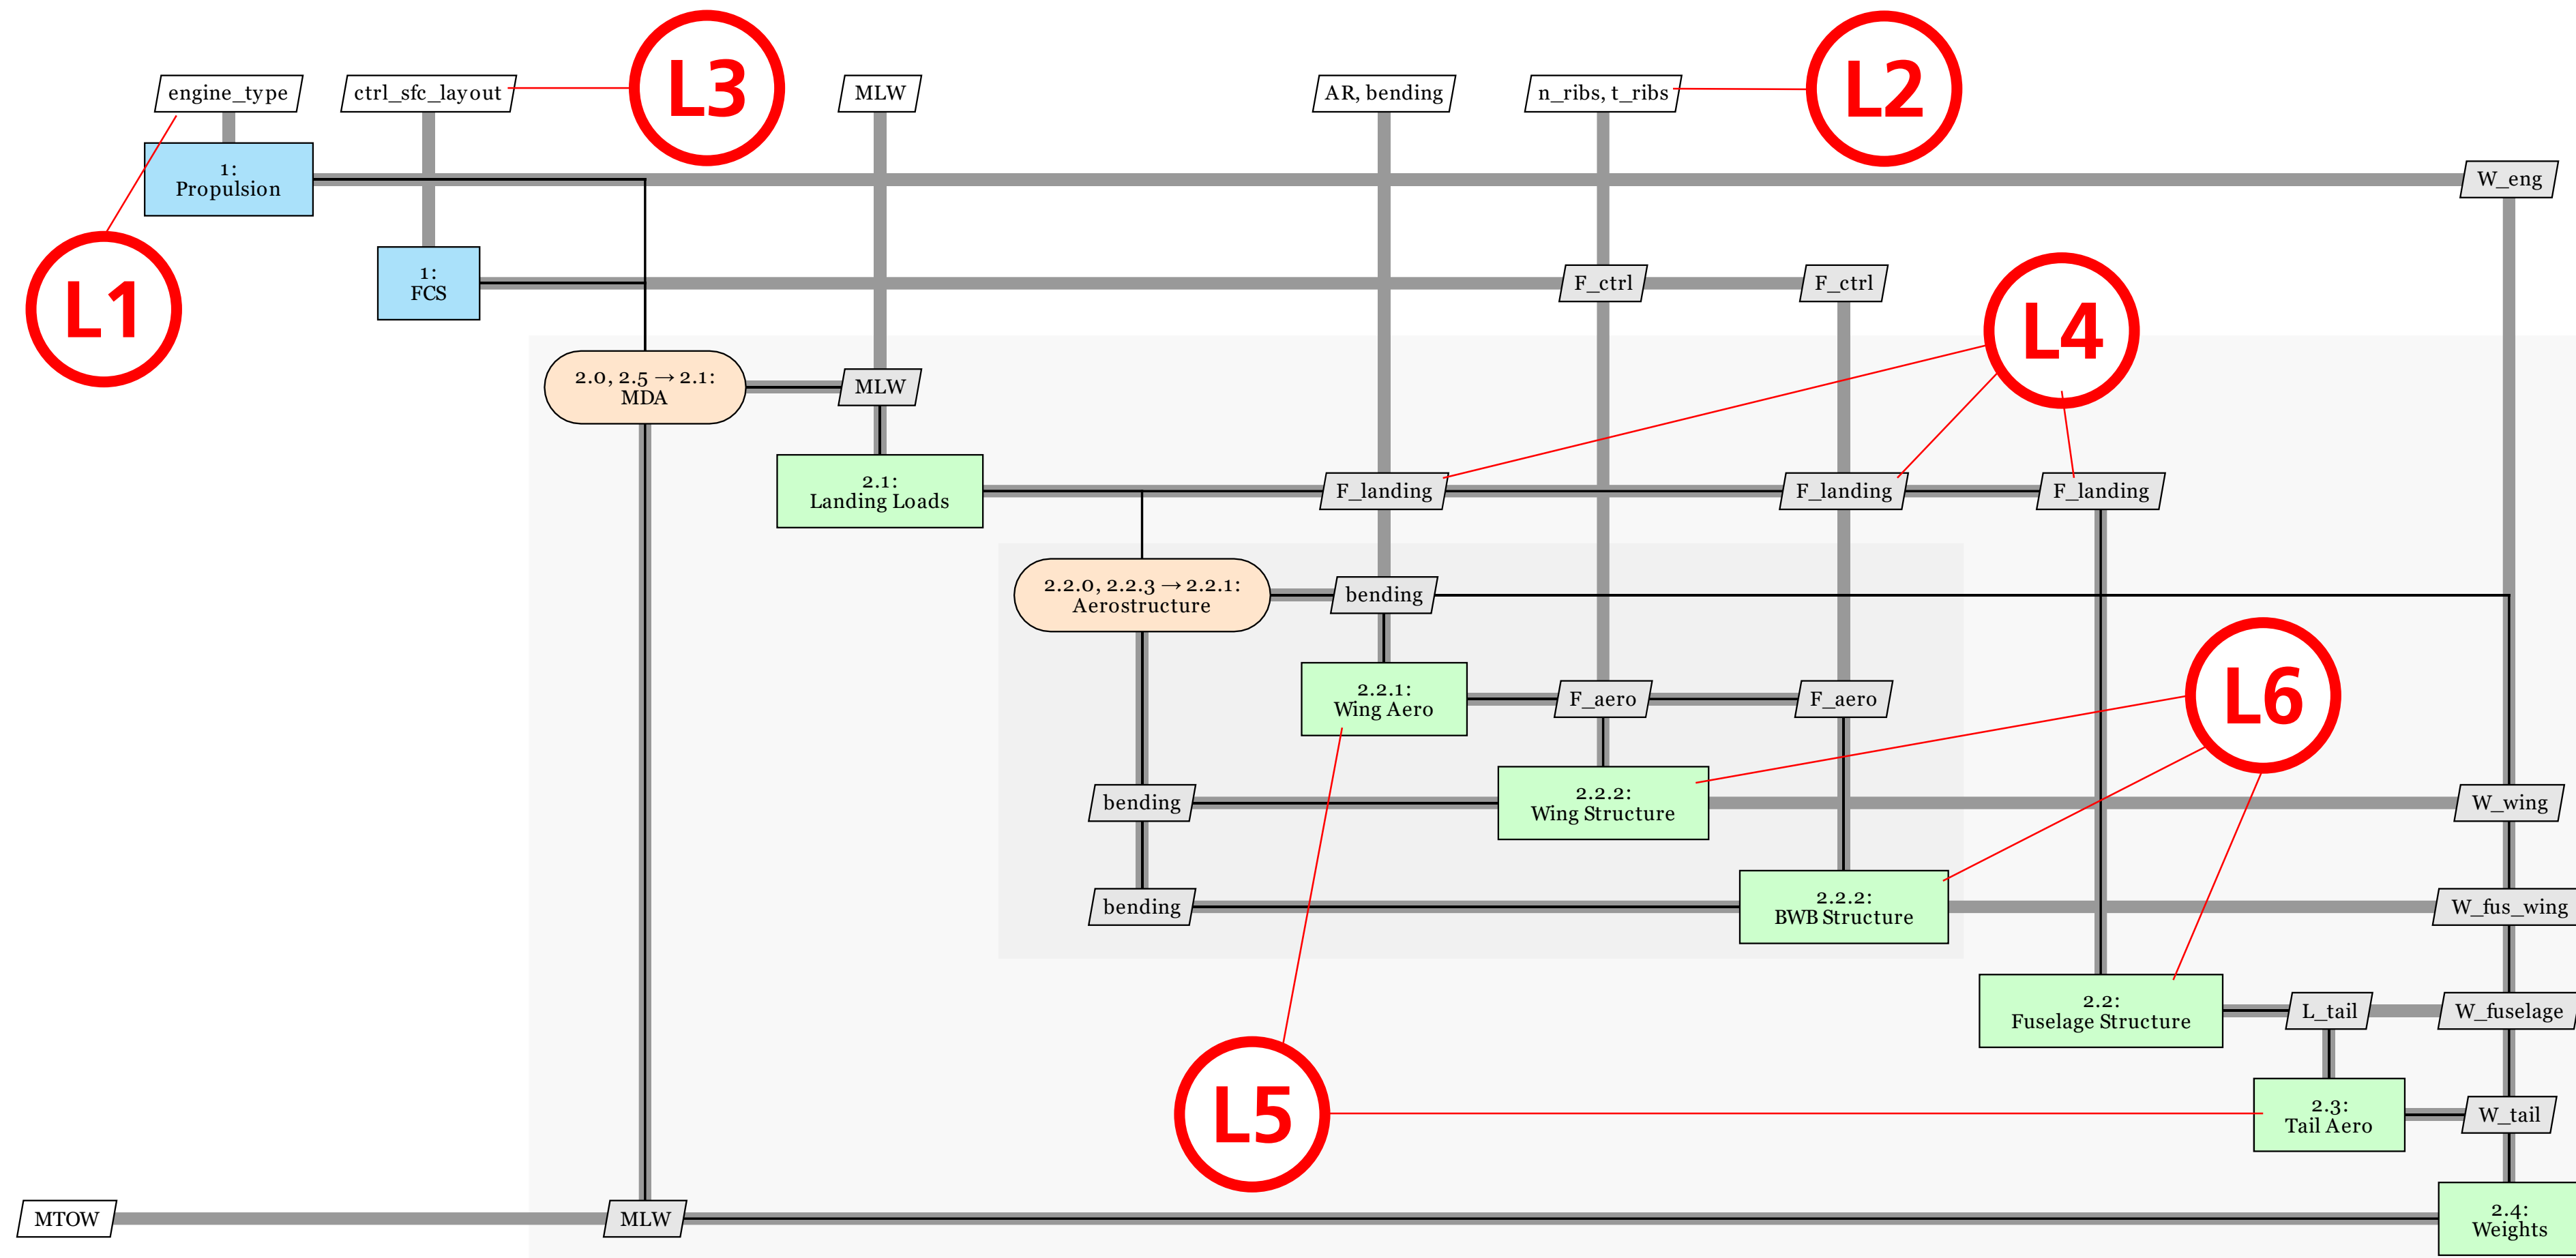 L3
L2
engine_type
ctrl_sfc_layout
MLW
AR, bending
n_ribs, t_ribs
1:
Propulsion
W_eng
L1
1:
FCS
F_ctrl
F_ctrl
L4
2.0, 2.5 → 2.1:
MDA
MLW
2.1:
Landing Loads
F_landing
F_landing
F_landing
2.2.0, 2.2.3 → 2.2.1:
Aerostructure
bending
L6
2.2.1:
Wing Aero
F_aero
F_aero
bending
2.2.2:
Wing Structure
W_wing
bending
2.2.2:
BWB Structure
W_fus_wing
2.2:
Fuselage Structure
L_tail
W_fuselage
L5
2.3:
Tail Aero
W_tail
MTOW
MLW
2.4:
Weights